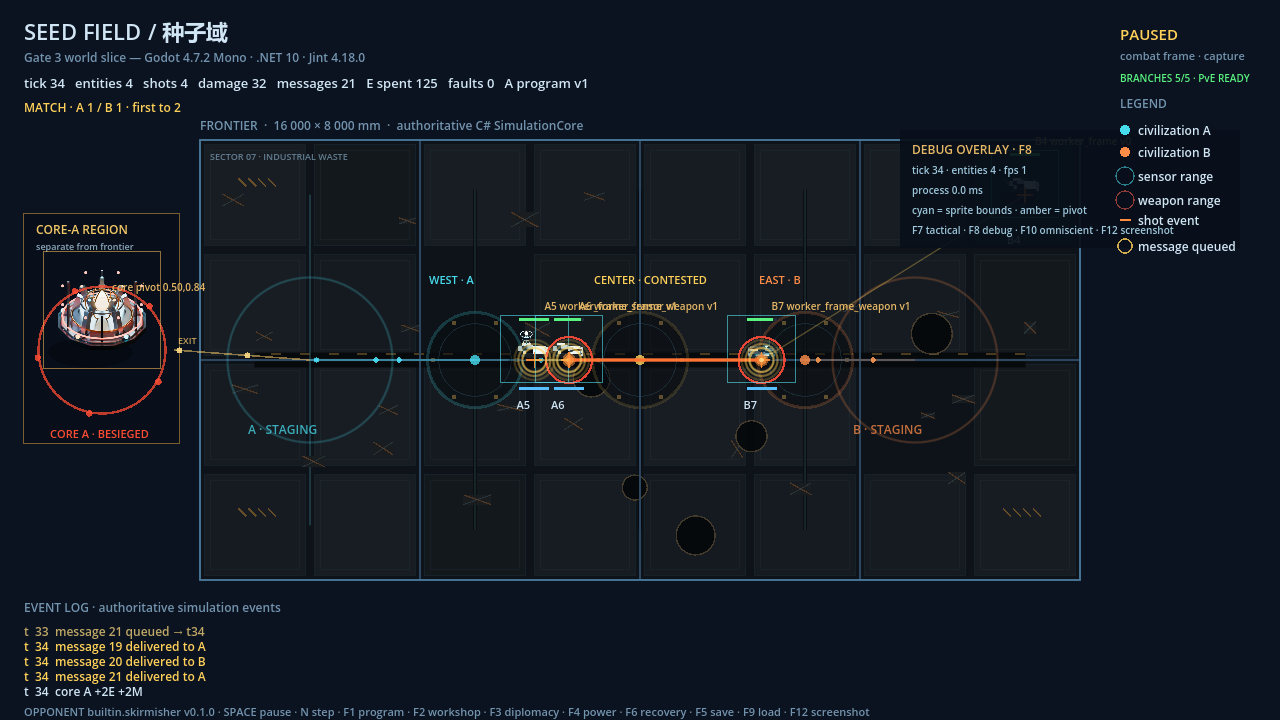 SEED FIELD / 种子域
Gate 3 world slice — Godot 4.7.2 Mono · .NET 10 · Jint 4.18.0
tick 34 entities 4 shots 4 damage 32 messages 21 E spent 125 faults 0 A program v1
MATCH · A 1 / B 1 · first to 2
PAUSED
combat frame · capture
BRANCHES 5/5 · PvE READY
LEGEND
civilization A
civilization B
sensor range
weapon range
shot event
message queued
FRONTIER · 16 000 × 8 000 mm · authoritative C# SimulationCore
SECTOR 07 · INDUSTRIAL WASTE
DEBUG OVERLAY · F8
tick 34 · entities 4 · fps 1
process 0.0 ms
cyan = sprite bounds · amber = pivot
F7 tactical · F8 debug · F10 omniscient · F12 screenshot
B4 worker_frame
B4
CORE-A REGION
separate from frontier
core pivot 0.50,0.84
EXIT
CORE A · BESIEGED
WEST · A
CENTER · CONTESTED
EAST · B
A5 worker_frame_weapon v1
B7 worker_frame_weapon v1
A5
A6
B7
A · STAGING
B · STAGING
EVENT LOG · authoritative simulation events
t 33 message 21 queued → t34
t 34 message 19 delivered to A
t 34 message 20 delivered to B
t 34 message 21 delivered to A
t 34 core A +2E +2M
OPPONENT builtin.skirmisher v0.1.0 · SPACE pause · N step · F1 program · F2 workshop · F3 diplomacy · F4 power · F6 recovery · F5 save · F9 load · F12 screenshot